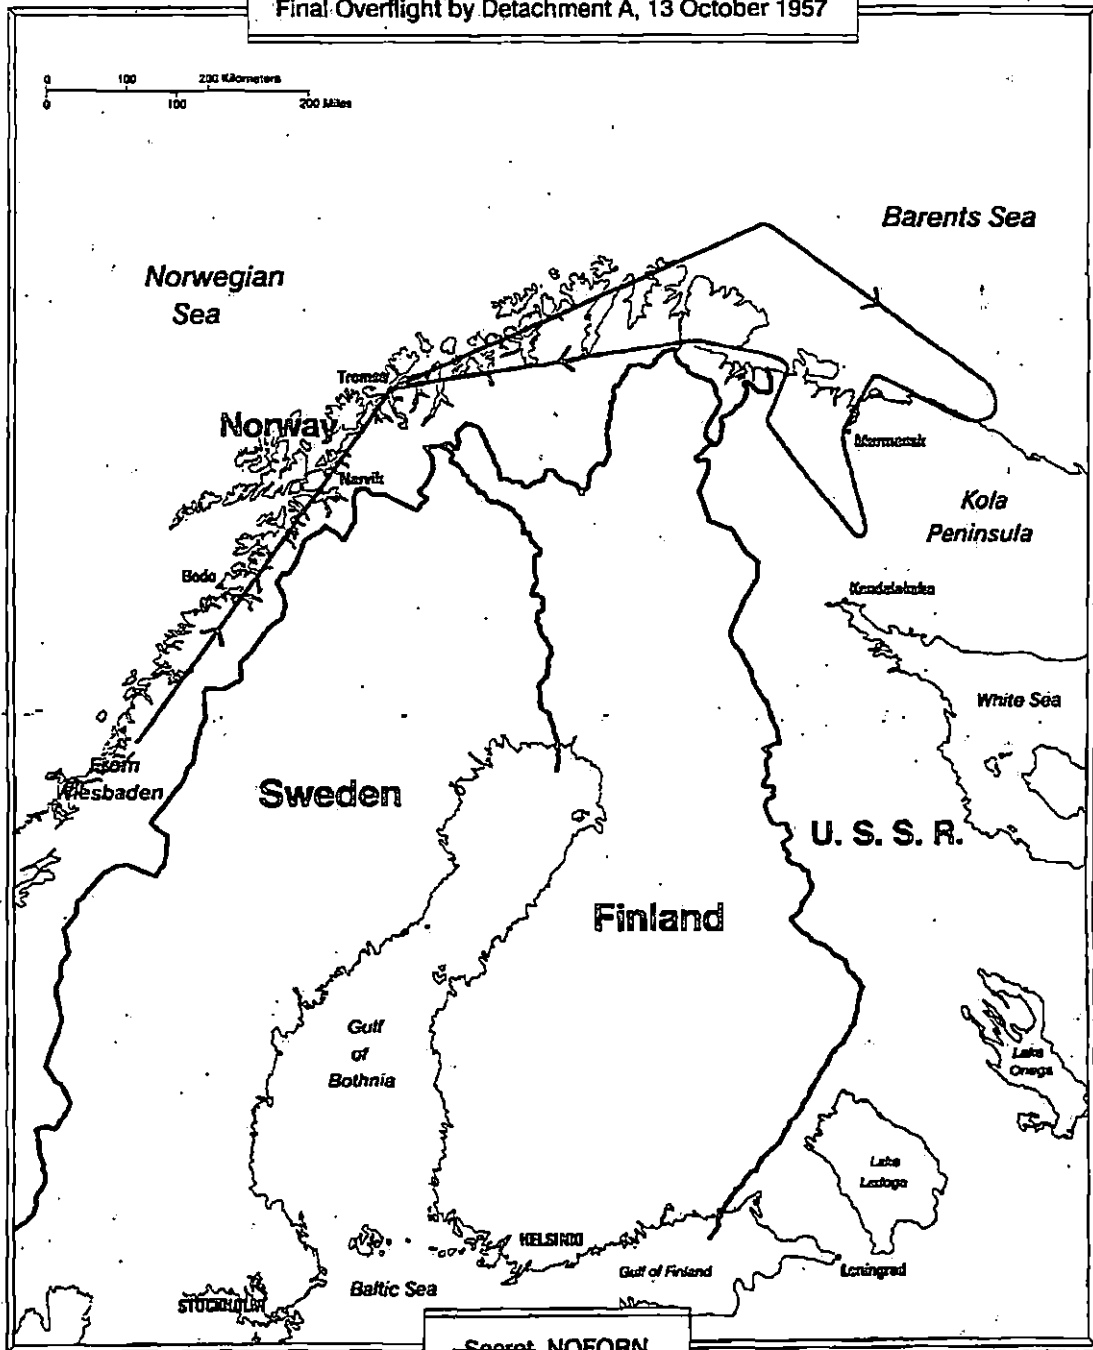 Final Overflight by Detachment A, 13 October 1957
0 100 200 Kilometers
0 100 200 Miles
Barents Sea
Norwegian
Sea
Tromsø
Norway
Murmansk
Narvik
Kola
Peninsula
Bodo
Kandalaksha
White Sea
From
Wiesbaden
Sweden
U. S. S. R.
Finland
Gulf
of
Bothnia
Lake
Onega
Lake
Ladoga
HELSINKI
Gulf of Finland
Leningrad
Baltic Sea
STOCKHOLM
Secret NOFORN